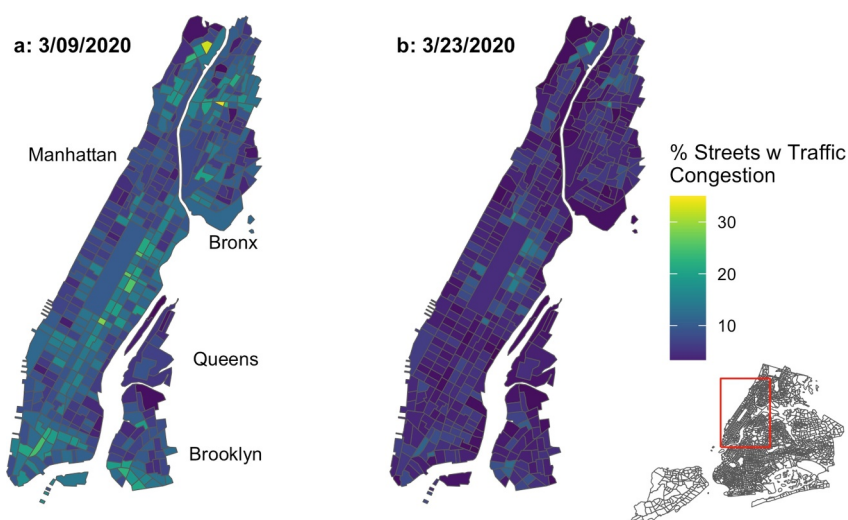 a: 3/09/2020
b: 3/23/2020
Manhattan
Bronx
Queens
Brooklyn
% Streets w Traffic
Congestion
30
20
10